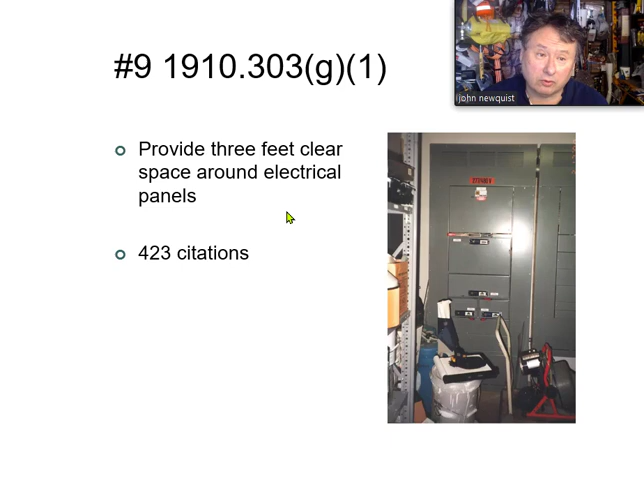 #9 1910.303(g)(1)
john newquist
Provide three feet clear
space around electrical
panels
423 citations